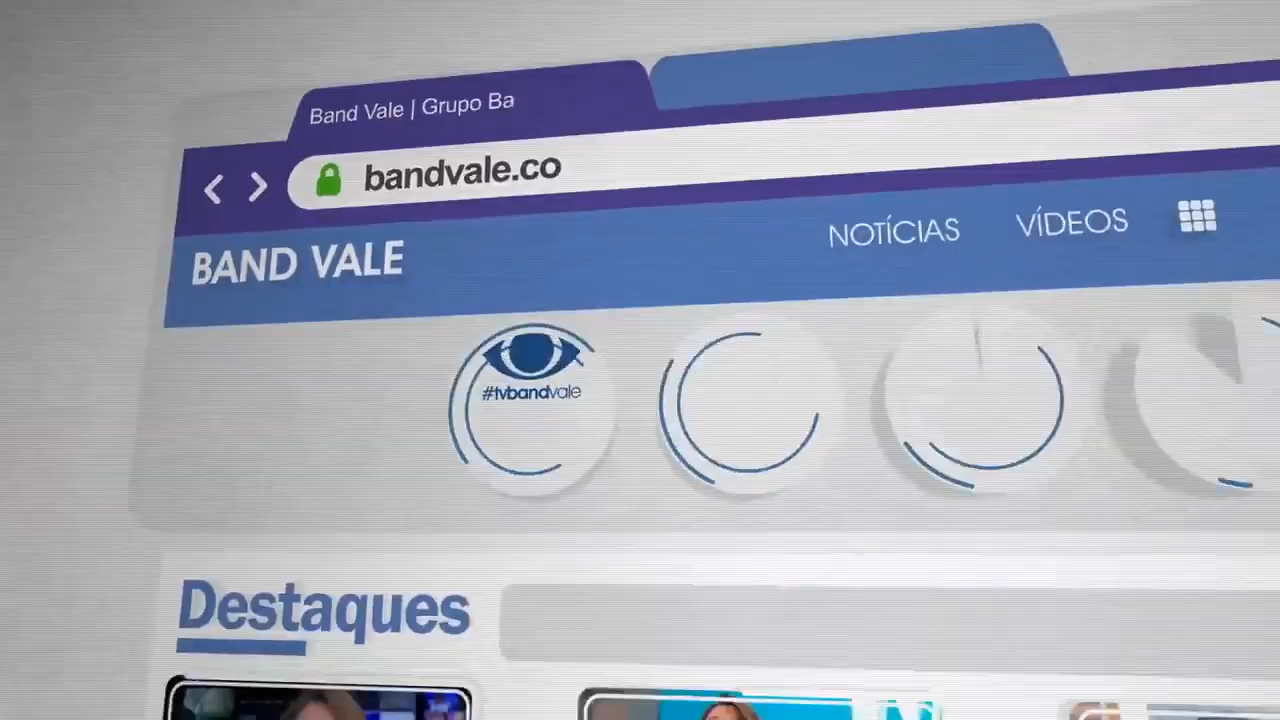 Band Vale | Grupo Ba
bandvale.co
BAND VALE
NOTÍCIAS
VÍDEOS
#tvbandvale
Destaques